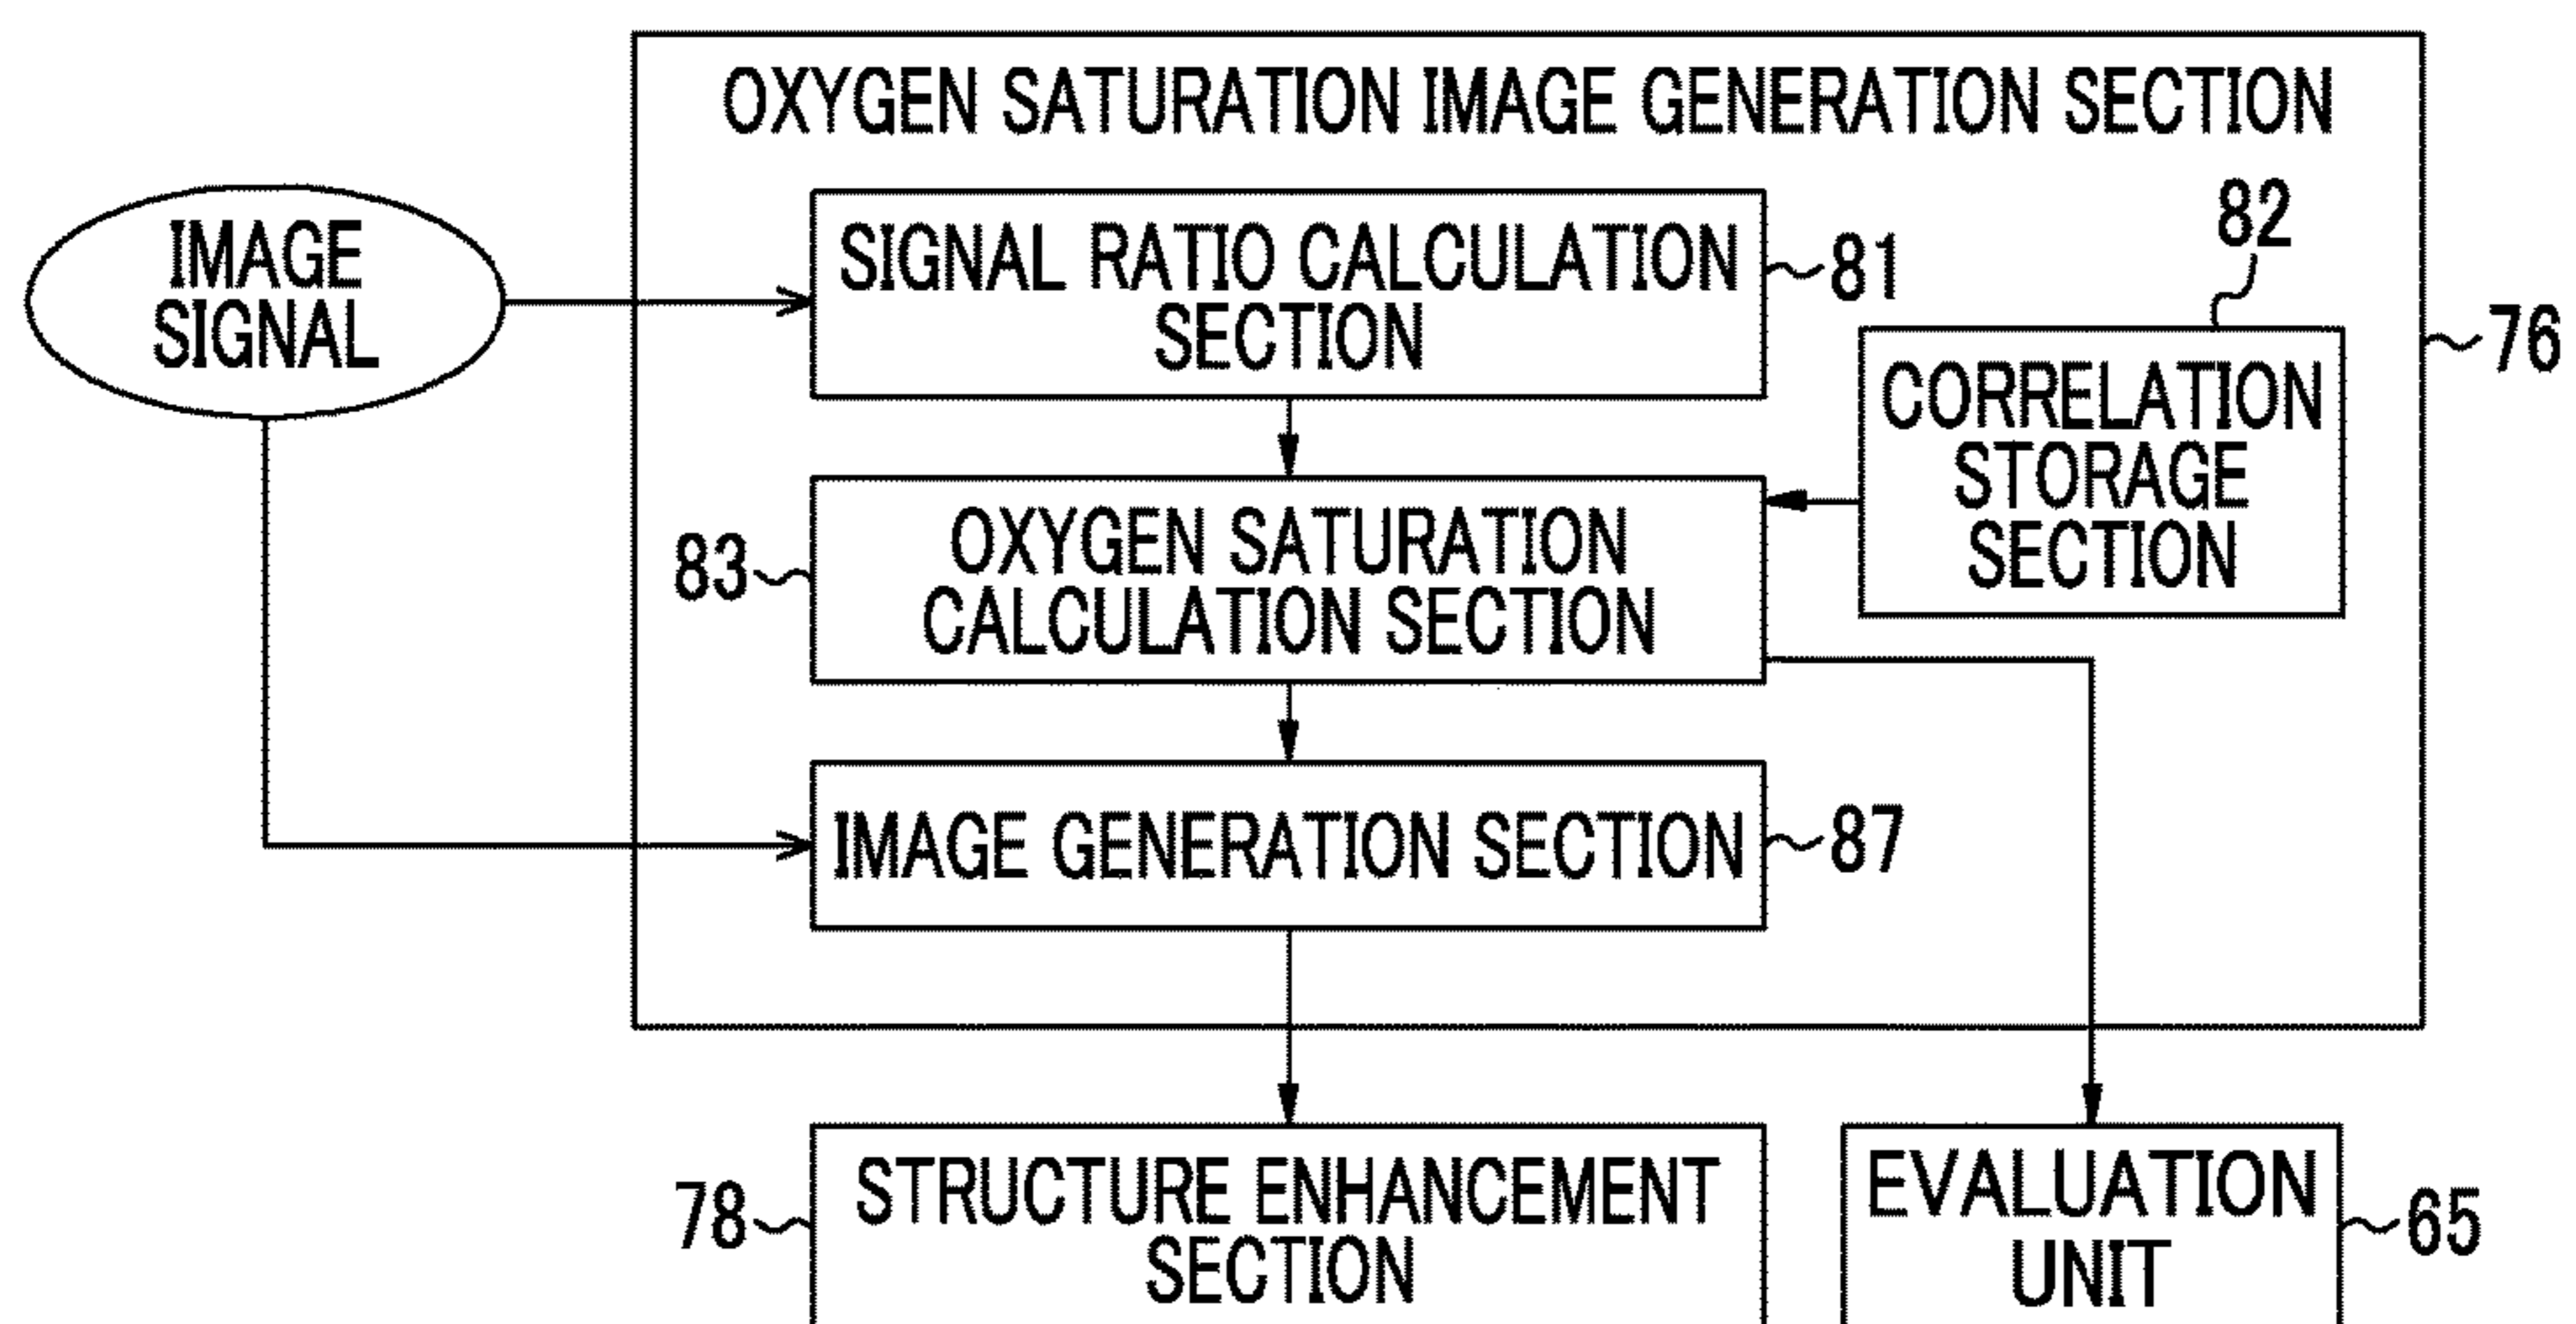 OXYGEN SATURATION IMAGE GENERATION SECTION
IMAGE
SIGNAL
SIGNAL RATIO CALCULATION
SECTION
81
82
76
CORRELATION
STORAGE
SECTION
83
OXYGEN SATURATION
CALCULATION SECTION
IMAGE GENERATION SECTION
87
78
STRUCTURE ENHANCEMENT
SECTION
EVALUATION
UNIT
65